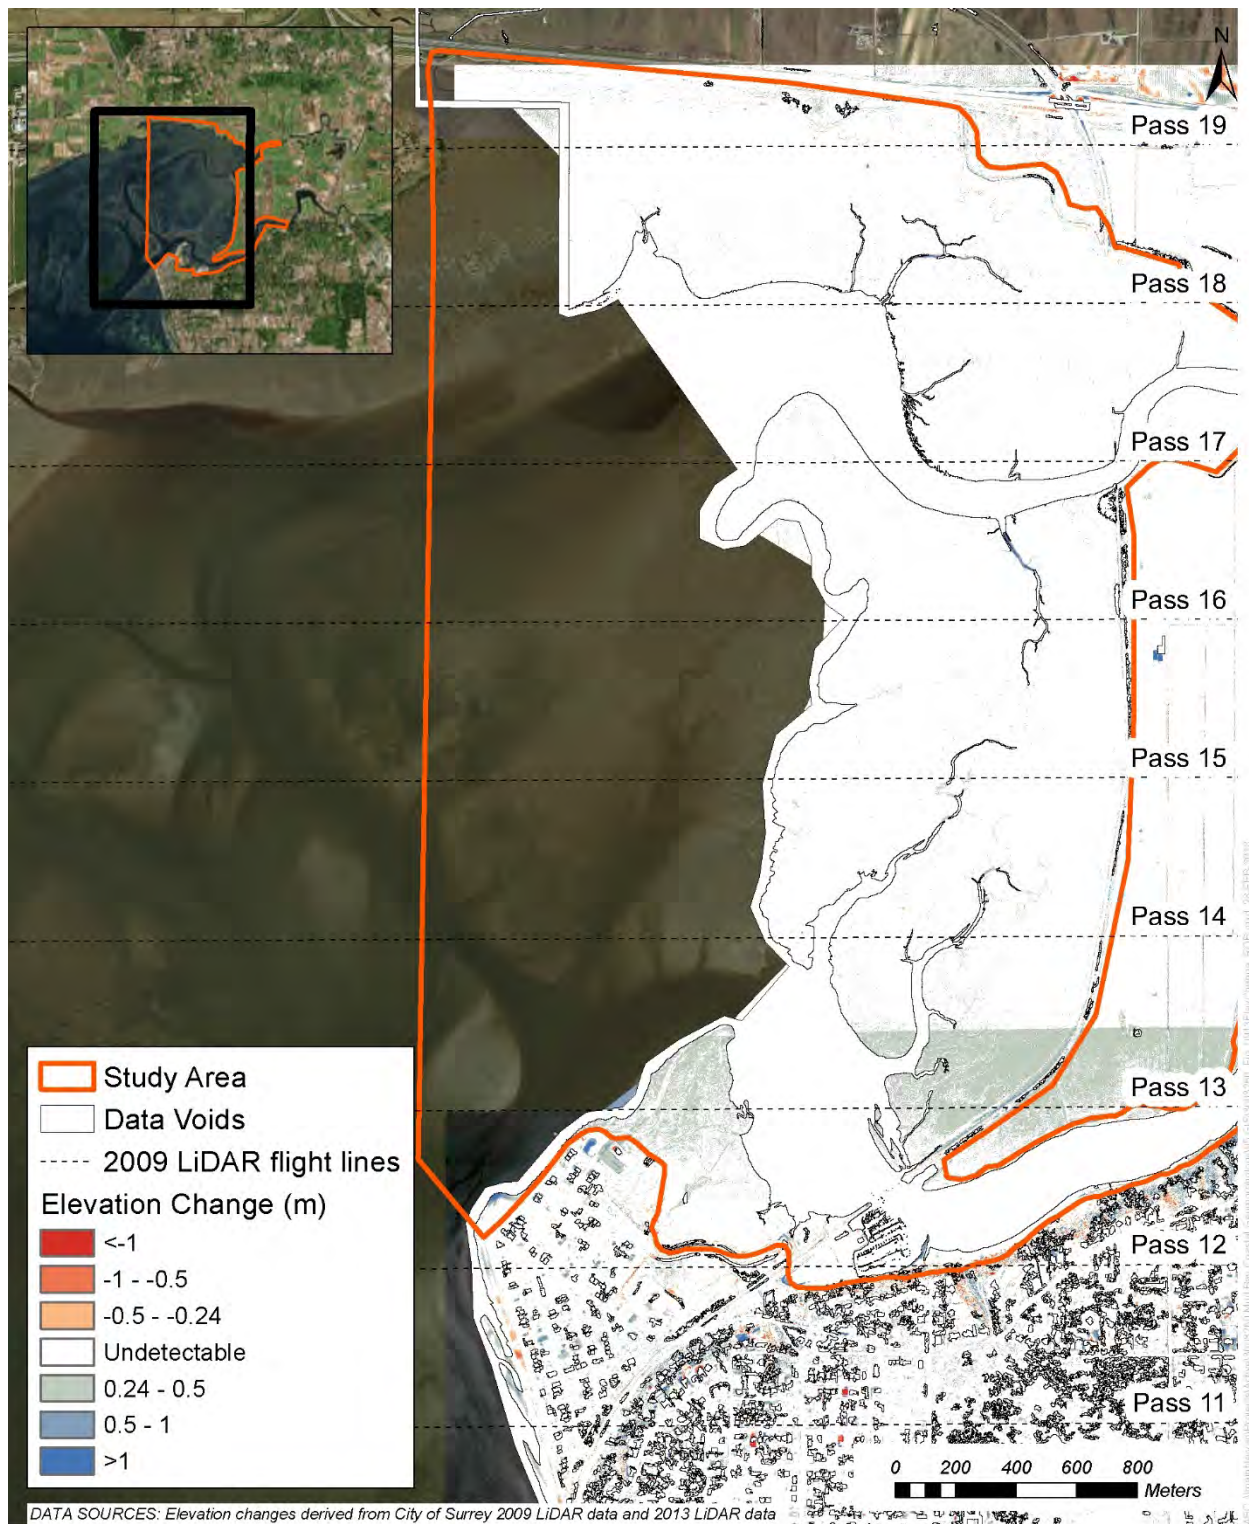 N
Pass 19
Pass 18
Pass 17
Pass 16
Pass 15
Pass 14
Pass 13
Pass 12
Pass 11
Study Area
Data Voids
2009 LiDAR flight lines
Elevation Change (m)
<-1
-1 - -0.5
-0.5 - -0.24
Undetectable
0.24 - 0.5
0.5 - 1
>1
0 200 400 600 800
Meters
DATA SOURCES: Elevation changes derived from City of Surrey 2009 LiDAR data and 2013 LiDAR data